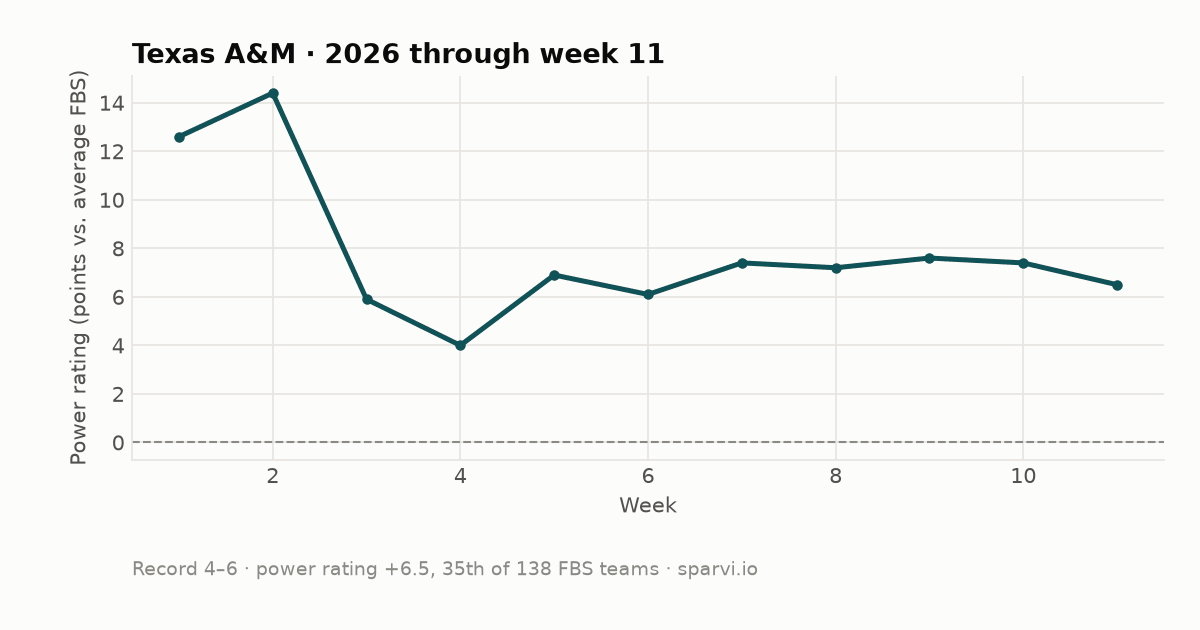 Texas A&M · 2026 through week 11
Power rating (points vs. average FBS)
14
12
10
8
6
4
2
0
2 4 6 8 10
Week
Record 4–6 · power rating +6.5, 35th of 138 FBS teams · sparvi.io